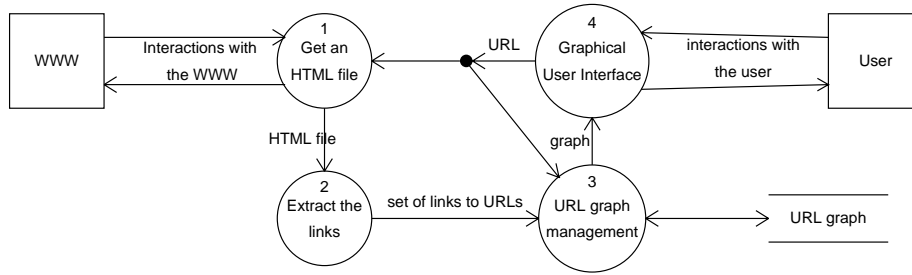 WWW
Interactions with
the WWW
1
Get an
HTML file
URL
4
Graphical
User Interface
interactions with
the user
User
HTML file
graph
2
Extract the
links
set of links to URLs
3
URL graph
management
URL graph